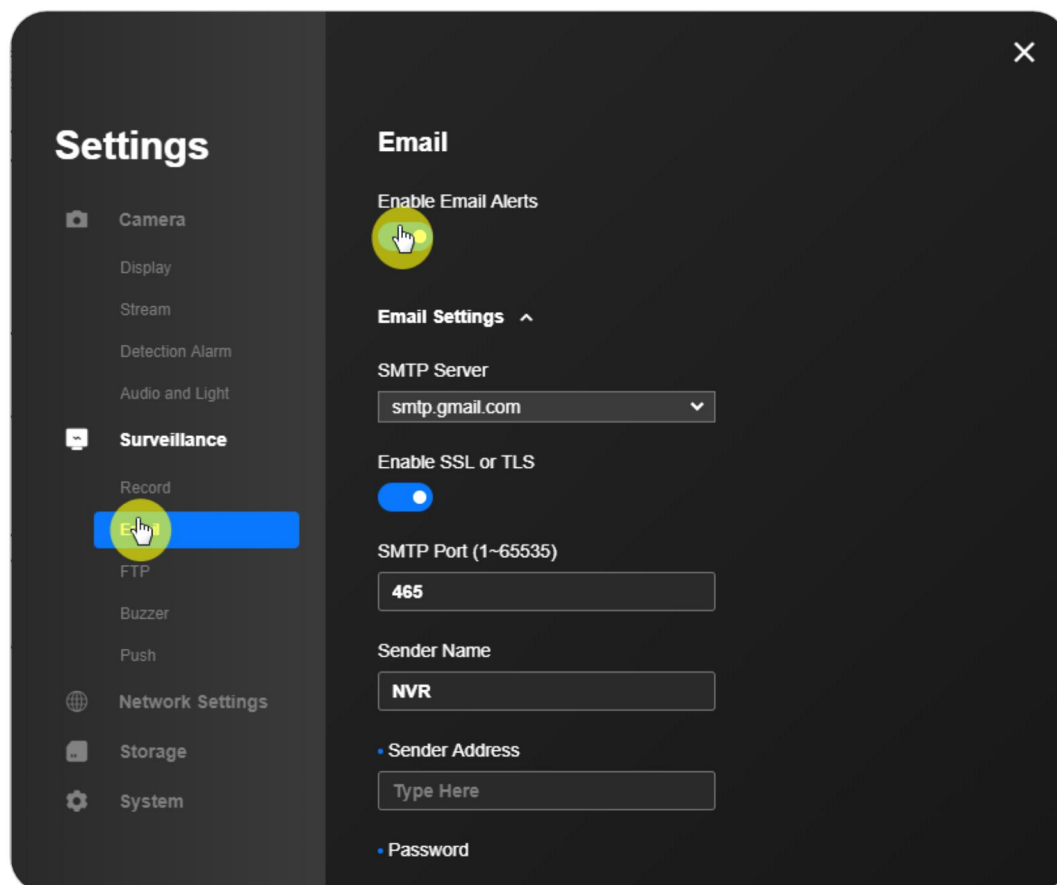 Settings
Camera
Display
Stream
Detection Alarm
Audio and Light
Surveillance
Record
Email
FTP
Buzzer
Push
Network Settings
Storage
System
Email
Enable Email Alerts
Email Settings
SMTP Server
smtp.gmail.com
Enable SSL or TLS
SMTP Port (1~65535)
465
Sender Name
NVR
Sender Address
Type Here
Password